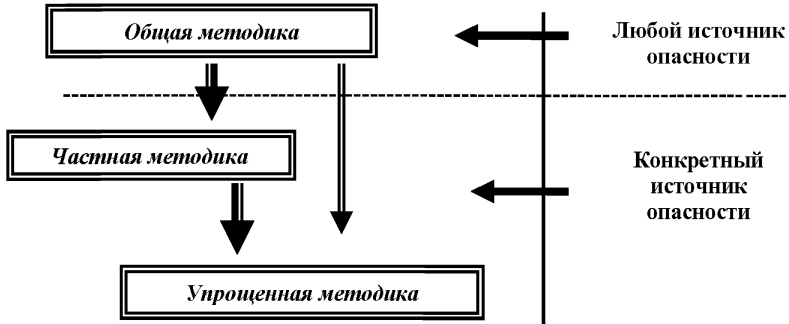 Общая методика
Любой источник
опасности
Частная методика
Конкретный
источник
опасности
Упрощенная методика